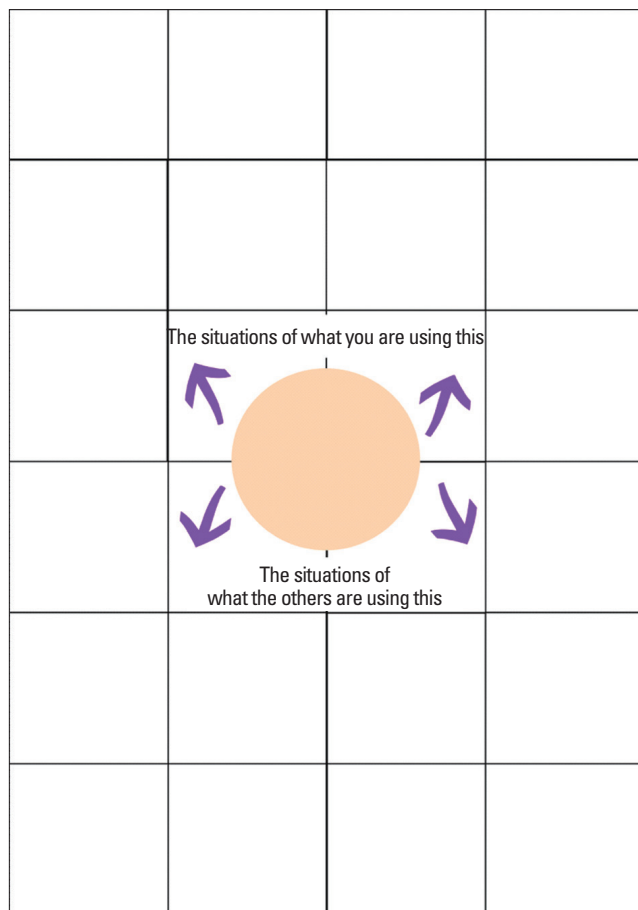 The situations of what you are using this
The situations of
what the others are using this